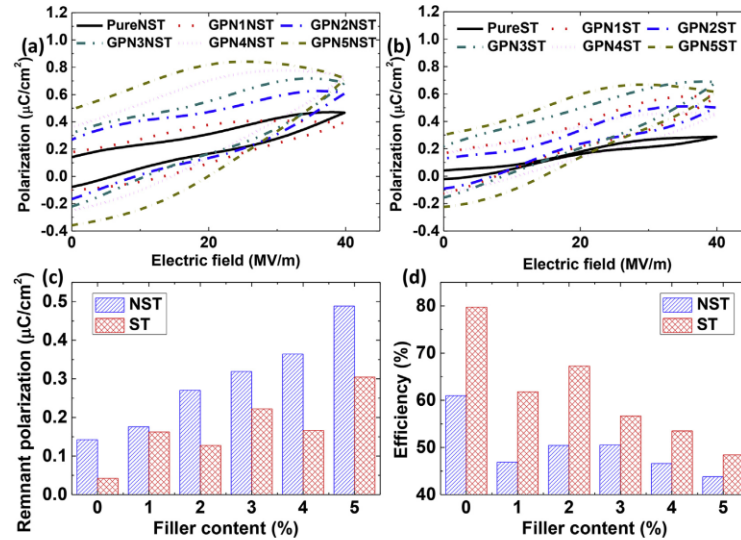 (a)
PureNST GPN1NST GPN2NST
GPN3NST GPN4NST GPN5NST
Polarization (μC/cm²)
1.2
1.0
0.8
0.6
0.4
0.2
0.0
-0.2
-0.4
0 20 40
Electric field (MV/m)
(b)
PureST GPN1ST GPN2ST
GPN3ST GPN4ST GPN5ST
Polarization (μC/cm²)
1.2
1.0
0.8
0.6
0.4
0.2
0.0
-0.2
-0.4
0 20 40
Electric field (MV/m)
(c)
NST
ST
Remnant polarization (μC/cm²)
0.5
0.4
0.3
0.2
0.1
0.0
0 1 2 3 4 5
Filler content (%)
(d)
NST
ST
Efficiency (%)
80
70
60
50
40
0 1 2 3 4 5
Filler content (%)